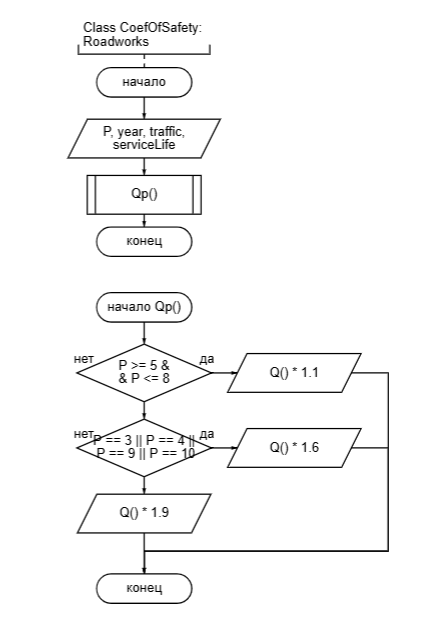 Class CoefOfSafety:
Roadworks
начало
P, year, traffic,
serviceLife
Qp()
конец
начало Qp()
нет
да
P >= 5 &
& P <= 8
Q() * 1.1
нет
да
P == 3 || P == 4 ||
P == 9 || P == 10
Q() * 1.6
Q() * 1.9
конец